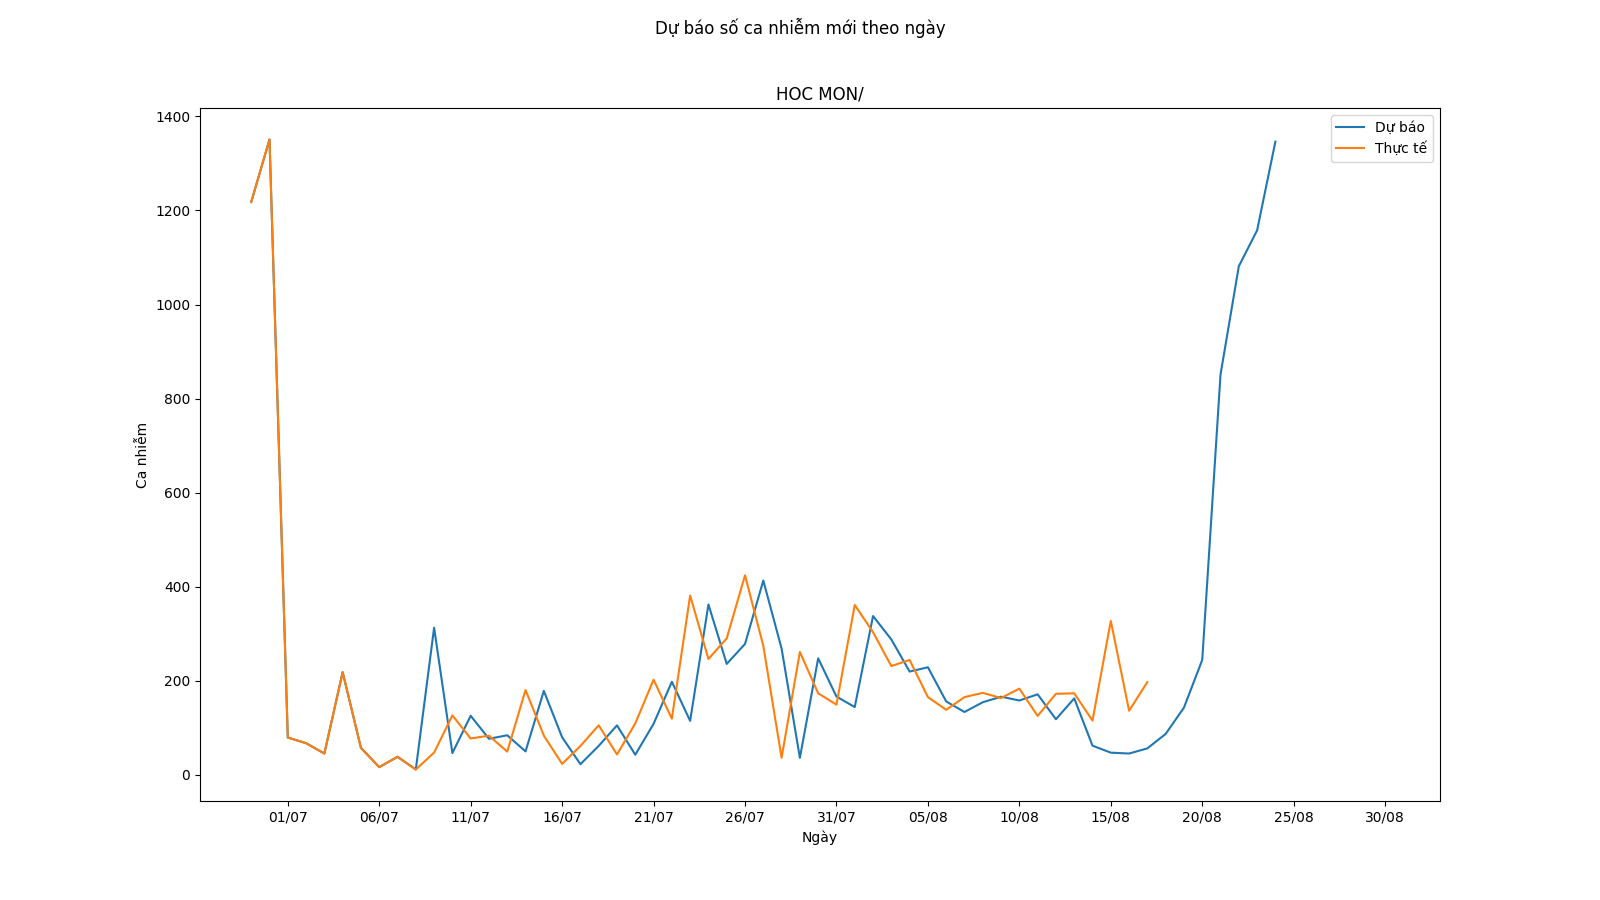 Dự báo số ca nhiễm mới theo ngày
HOC MON/
1400
1200
1000
800
600
400
200
0
Ca nhiễm
Dự báo
Thực tế
01/07 06/07 11/07 16/07 21/07 26/07 31/07 05/08 10/08 15/08 20/08 25/08 30/08
Ngày